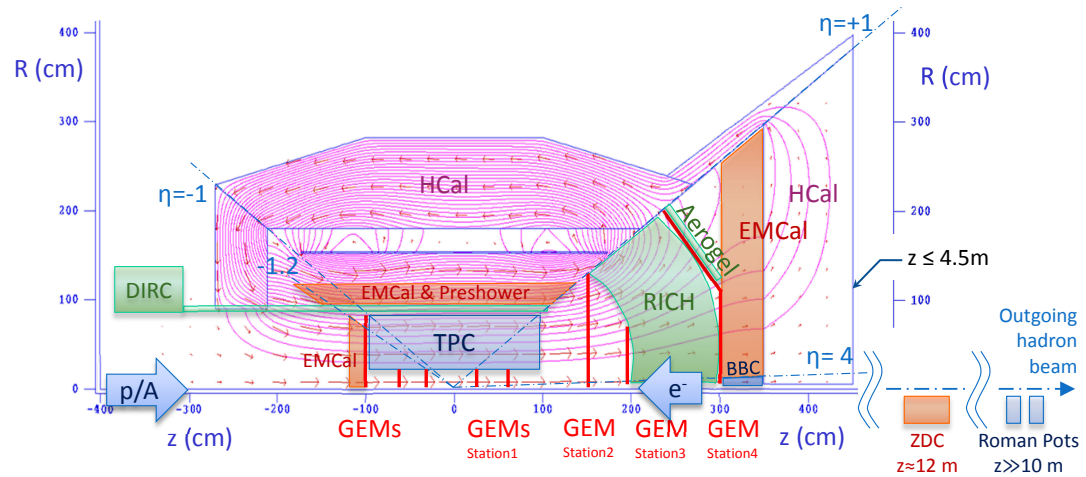 η=+1
400
R (cm)
300
200
100
0
400
R (cm)
300
200
100
HCal
η=-1
-1.2
Aerogel
HCal
EMCal
z ≤ 4.5m
DIRC
EMCal & Preshower
RICH
TPC
EMCal
BBC
η= 4
Outgoing
hadron
beam
p/A
e-
-400
-300
-200
-100
0
100
200
300
400
z (cm)
GEMs
GEMs
Station1
GEM
Station2
GEM
Station3
GEM
Station4
z (cm)
ZDC
z≈12 m
Roman Pots
z≫10 m